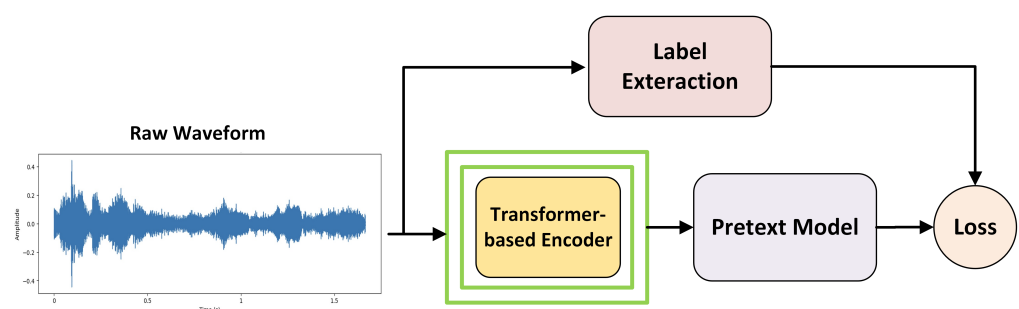 Label
Exteraction
Raw Waveform
0.4
0.2
0.0
−0.2
−0.4
Amplitude
0
0.5
1
1.5
Transformer-
based Encoder
Pretext Model
Loss